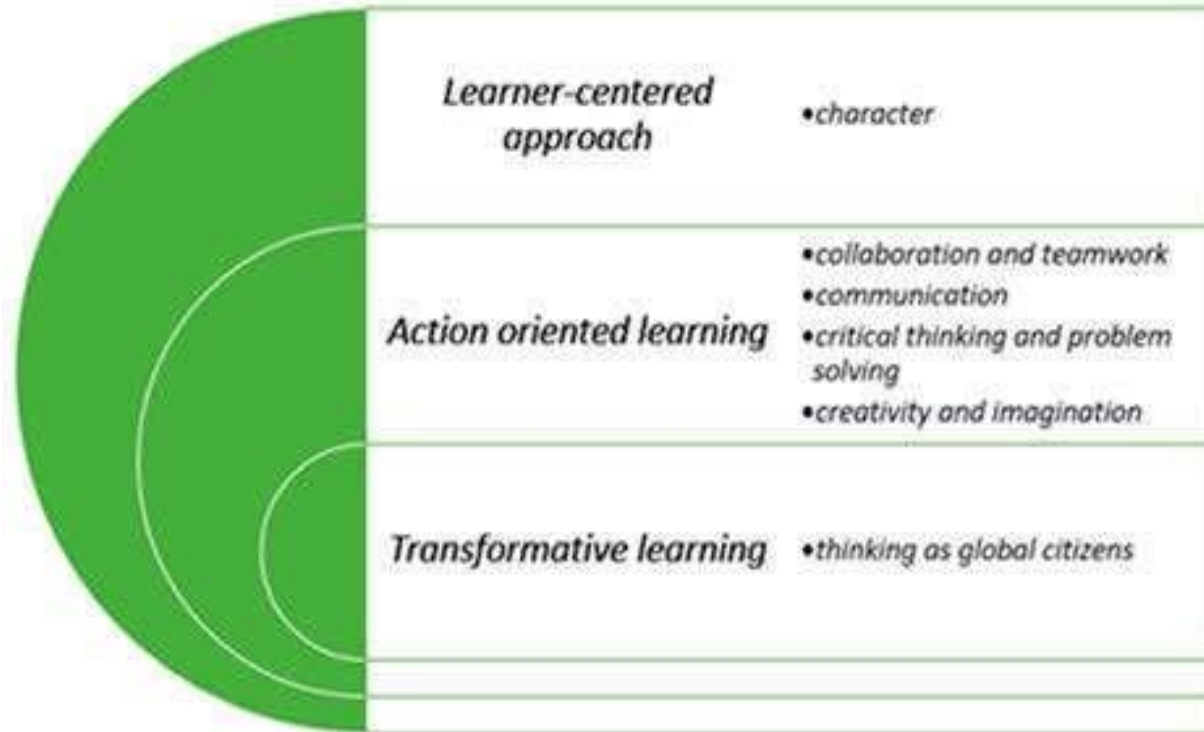 Learner-centered
approach
•character
Action oriented learning
•collaboration and teamwork
•communication
•critical thinking and problem
solving
•creativity and imagination
Transformative learning
•thinking as global citizens